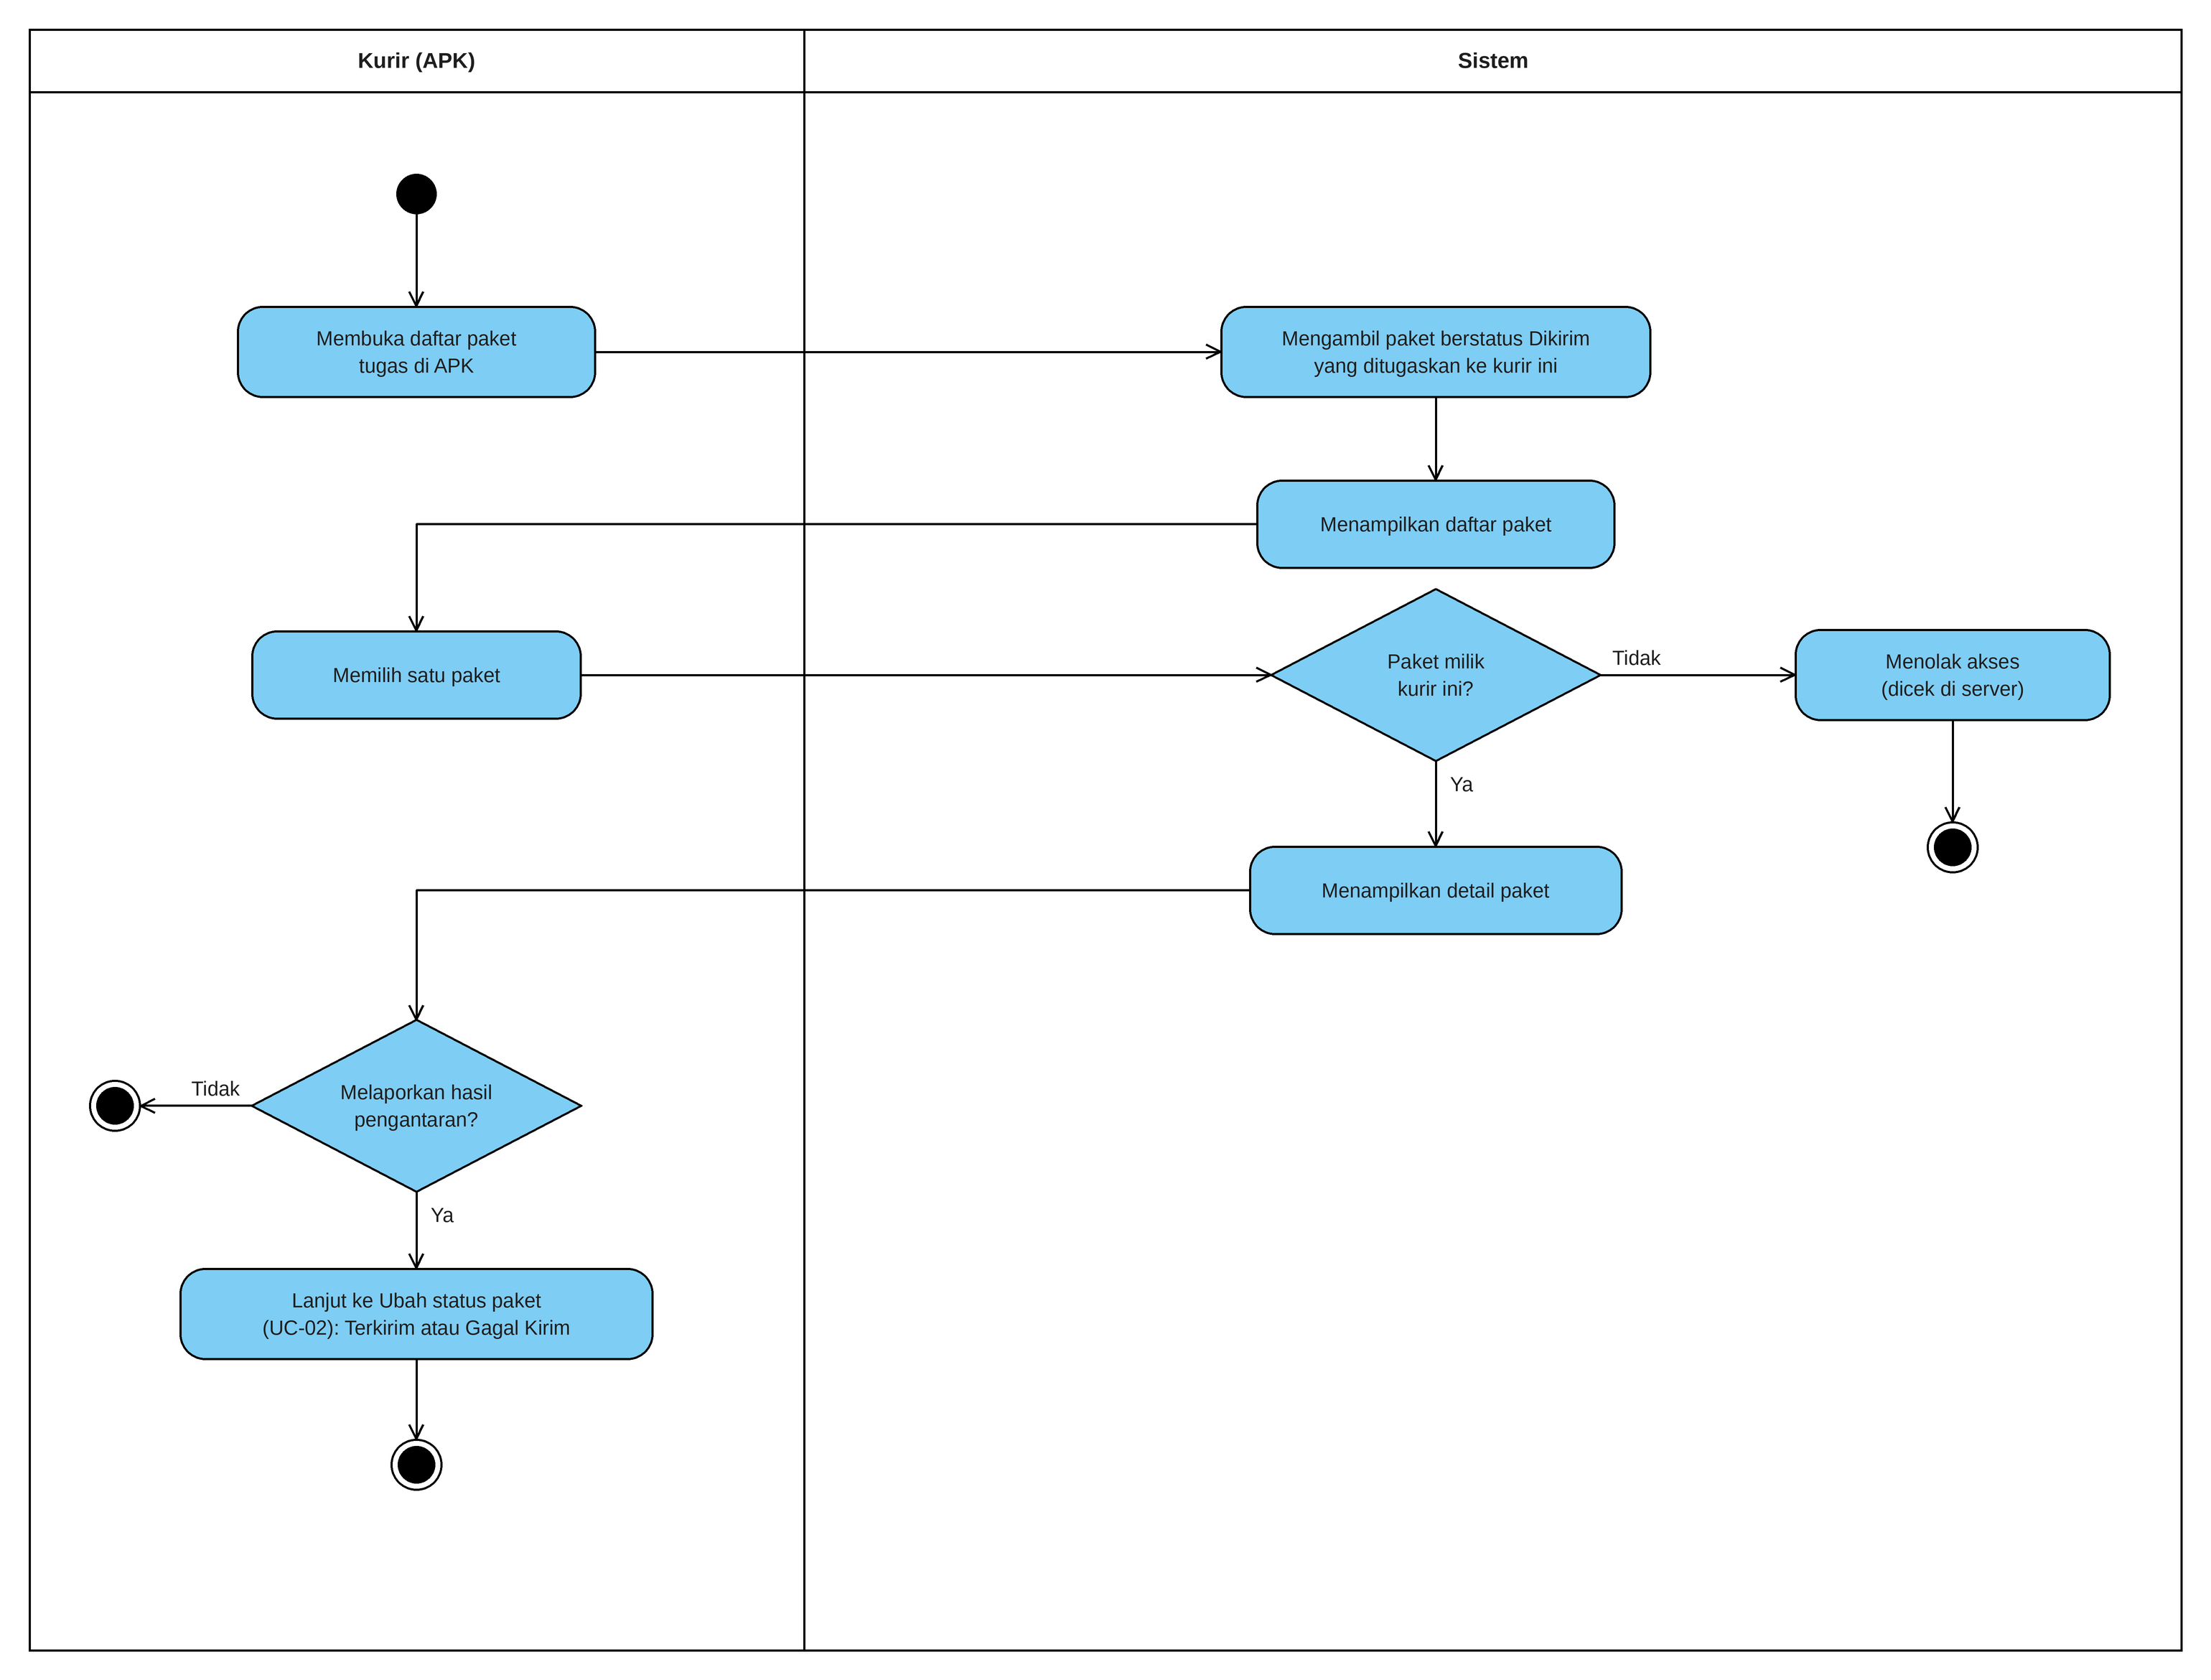 Kurir (APK)
Sistem
Membuka daftar paket
tugas di APK
Mengambil paket berstatus Dikirim
yang ditugaskan ke kurir ini
Menampilkan daftar paket
Memilih satu paket
Paket milik
kurir ini?
Tidak
Menolak akses
(dicek di server)
Ya
Menampilkan detail paket
Melaporkan hasil
pengantaran?
Tidak
Ya
Lanjut ke Ubah status paket
(UC-02): Terkirim atau Gagal Kirim